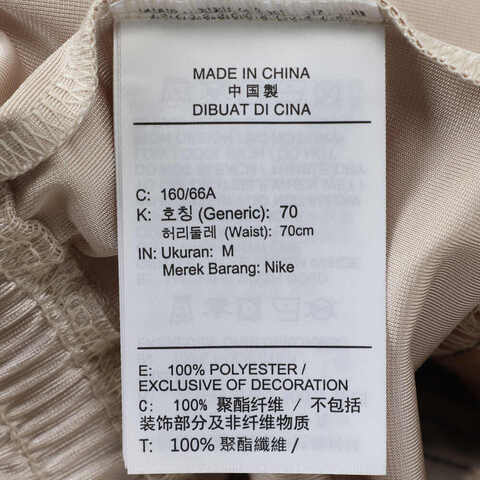 MADE IN CHINA
中国製
DIBUAT DI CINA
C: 160/66A
K: 호칭 (Generic): 70
허리둘레 (Waist): 70cm
IN: Ukuran: M
Merek Barang: Nike
E: 100% POLYESTER/
EXCLUSIVE OF DECORATION
C: 100% 聚酯纤维 / 不包括
装饰部分及非纤维物质
T: 100% 聚酯纖維 /